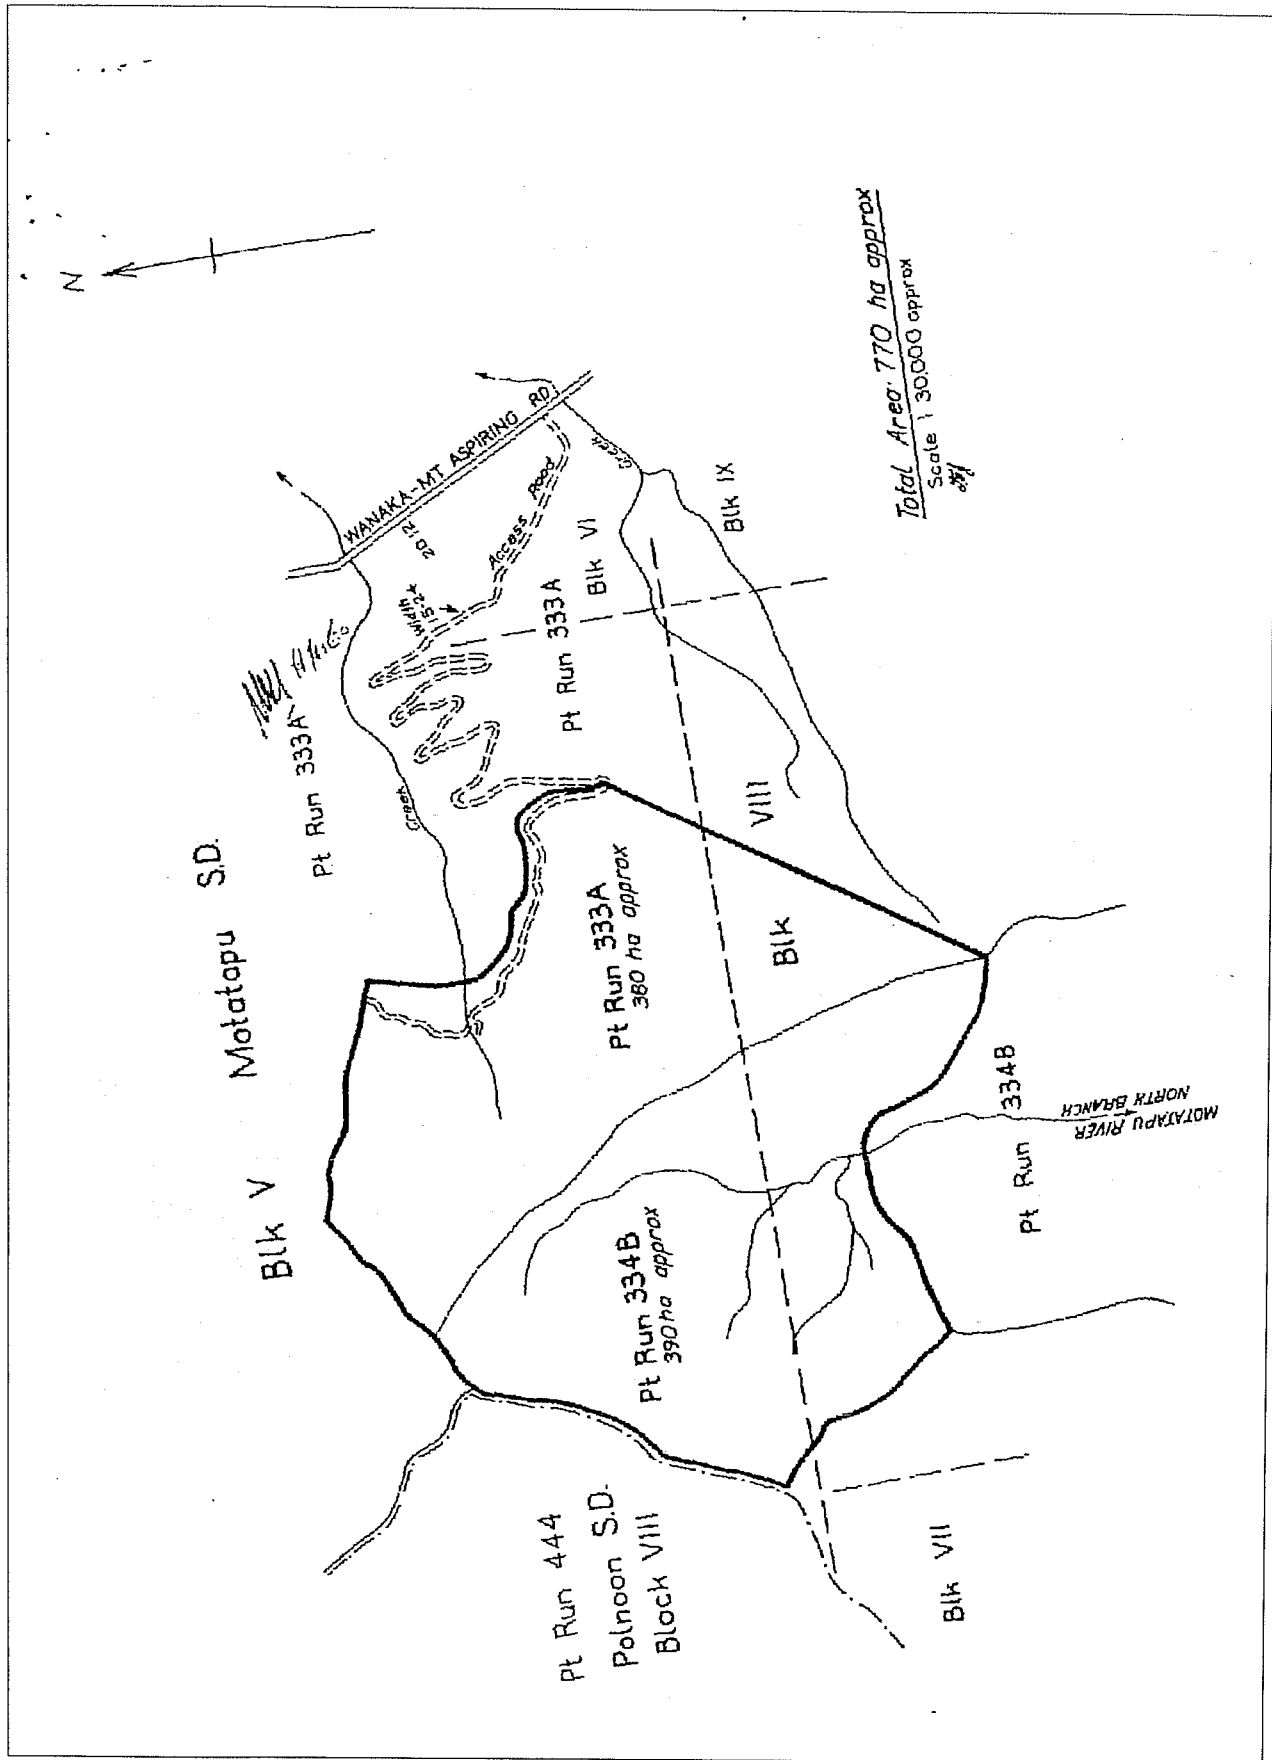 N
Motatapu S.D.
Blk V
Pt Run 333A
Creek
WANAKA-MT ASPIRING RD
20 12
Width
5-2
Access Road
Pt Run 333A
Blk VI
Creek
Blk IX
Pt Run 333A
380 ha approx
Blk VIII
Pt Run 334B
390 ha approx
Pt Run 334B
MOTATAPU RIVER
NORTH BRANCH
Pt Run 444
Polnoon S.D.
Block VIII
Blk VII
Total Area: 770 ha approx
Scale 1:30,000 approx